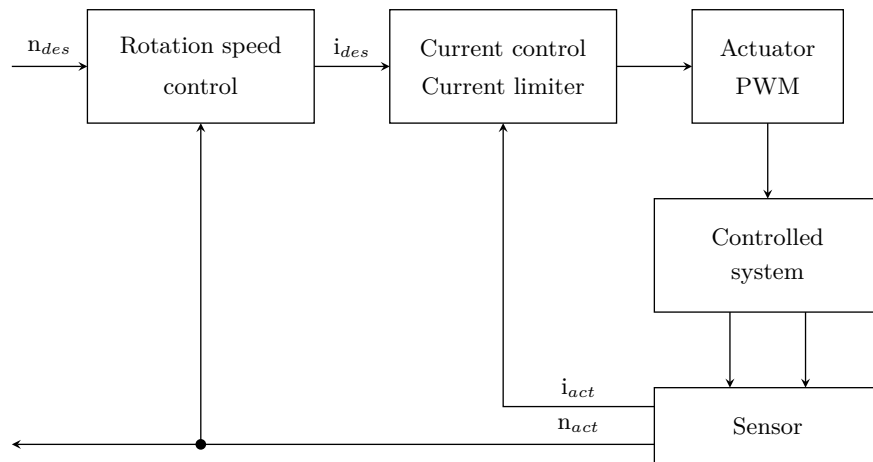 n_des
Rotation speed
control
i_des
Current control
Current limiter
Actuator
PWM
Controlled
system
i_act
n_act
Sensor